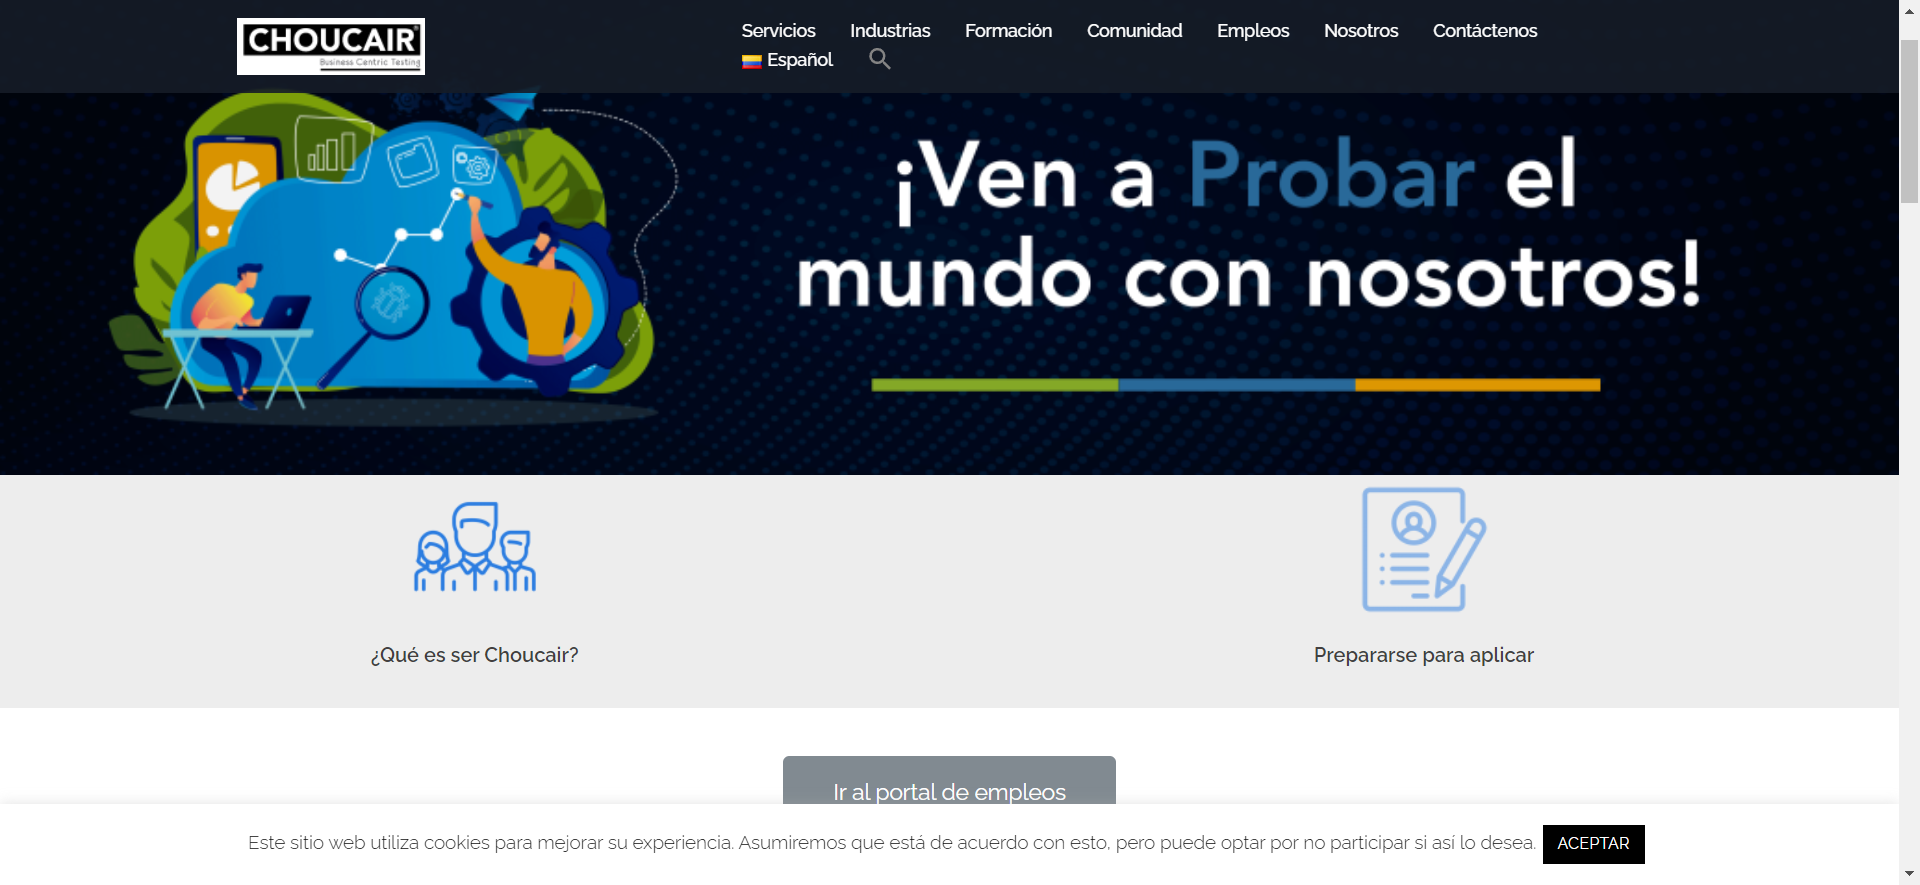 CHOUCAIR
Business Centric Testing
Servicios Industrias Formación Comunidad Empleos Nosotros Contáctenos
Español
¡Ven a Probar el
mundo con nosotros!
¿Qué es ser Choucair?
Prepararse para aplicar
Ir al portal de empleos
Este sitio web utiliza cookies para mejorar su experiencia. Asumiremos que está de acuerdo con esto, pero puede optar por no participar si así lo desea. ACEPTAR